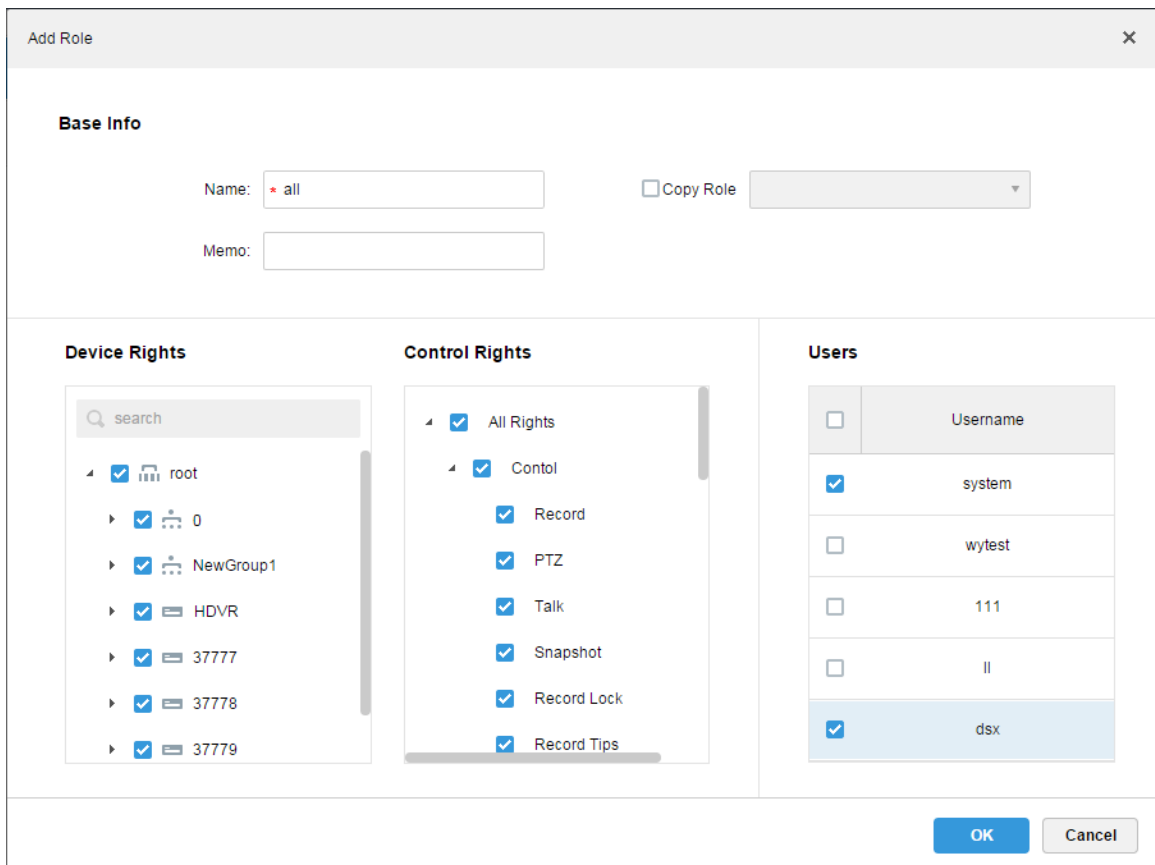 Add Role
Base Info
Name: * all
Copy Role
Memo:
Device Rights
search
root
0
NewGroup1
HDVR
37777
37778
37779
Control Rights
All Rights
Contol
Record
PTZ
Talk
Snapshot
Record Lock
Record Tips
Users
Username
system
wytest
111
ll
dsx
OK
Cancel